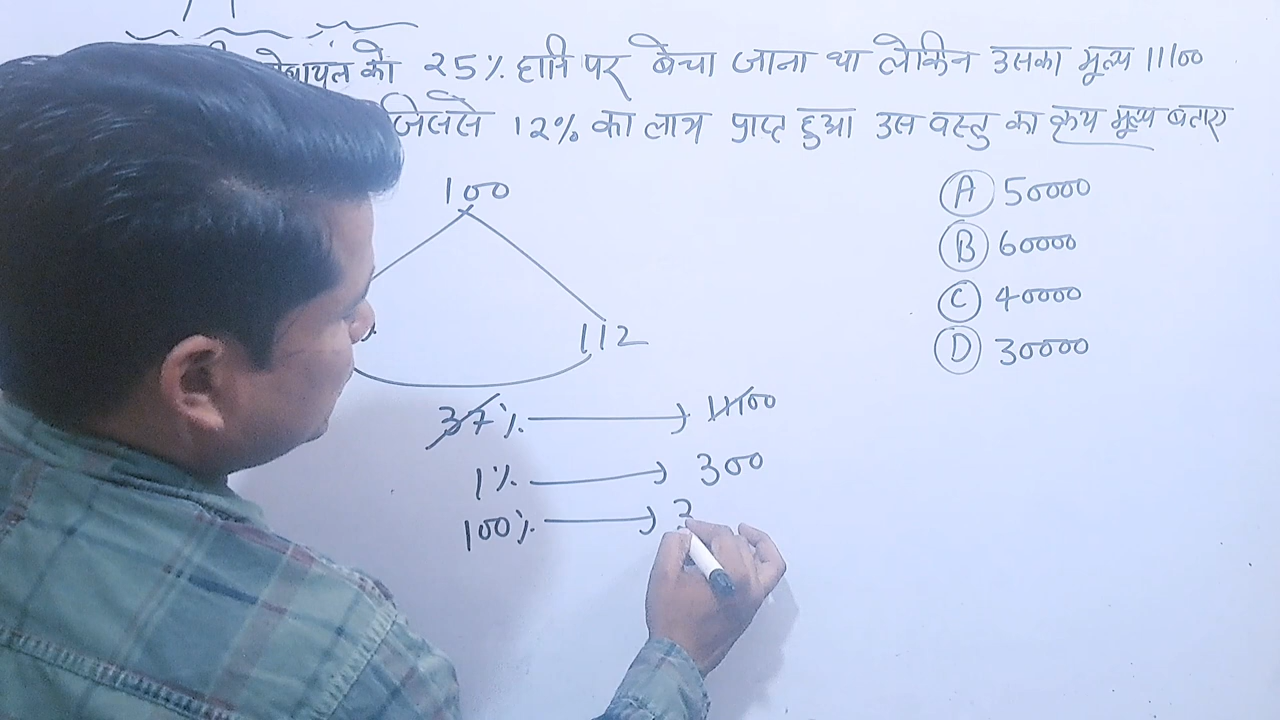 को 25% हानि पर बेचा जाना था लेकिन उसका मूल्य 11100
जिससे 12% का लाभ प्राप्त हुआ उस वस्तु का क्रय मूल्य बताए
100
112
37% → 11100
1% → 300
100% → 3
(A) 50000
(B) 60000
(C) 40000
(D) 30000